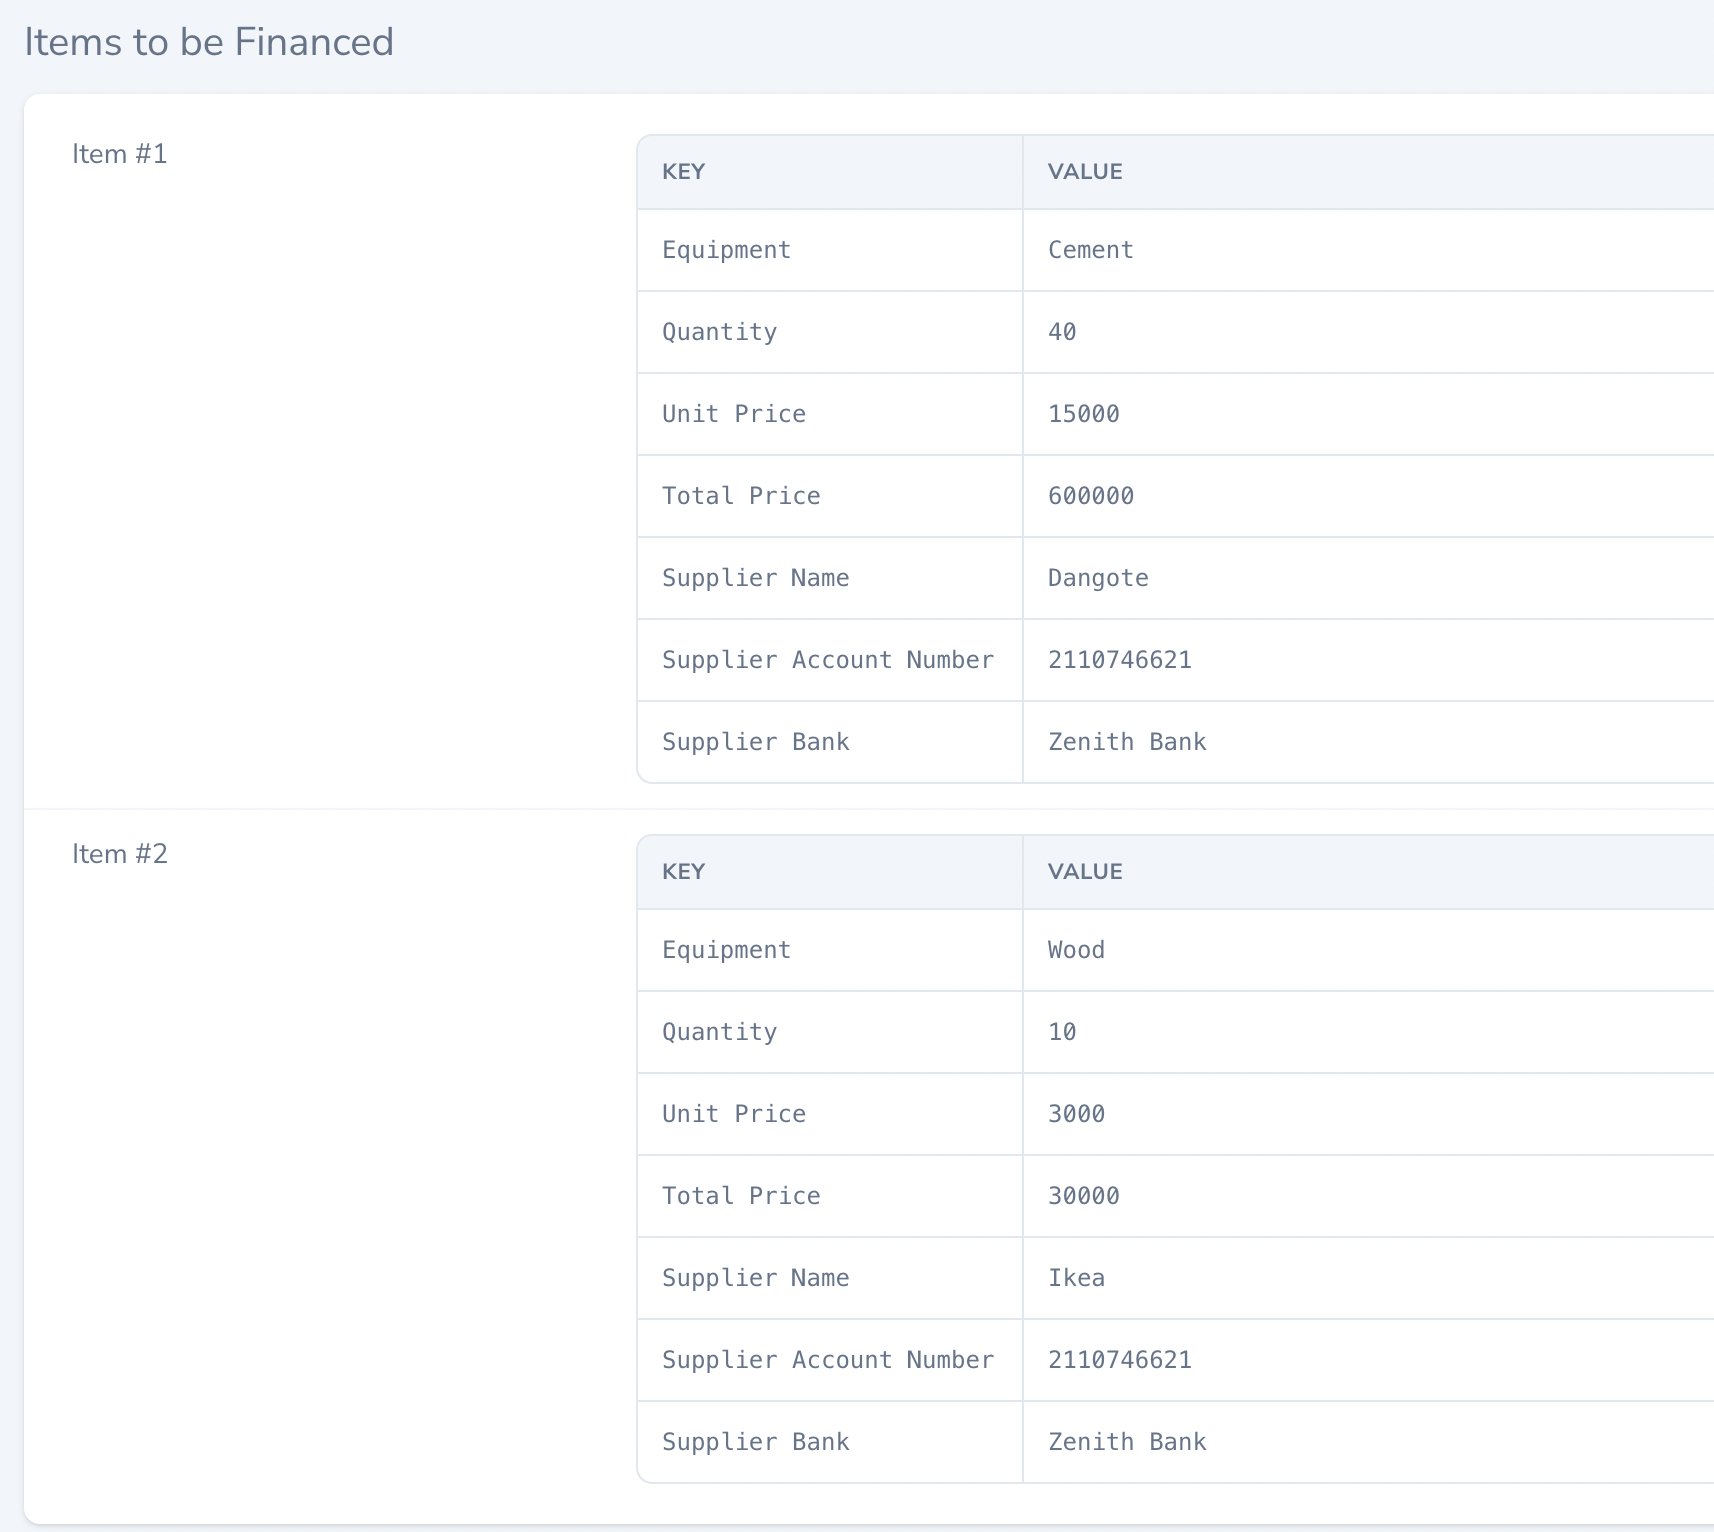 Items to be Financed
Item #1
KEY VALUE
Equipment Cement
Quantity 40
Unit Price 15000
Total Price 600000
Supplier Name Dangote
Supplier Account Number 2110746621
Supplier Bank Zenith Bank
Item #2
KEY VALUE
Equipment Wood
Quantity 10
Unit Price 3000
Total Price 30000
Supplier Name Ikea
Supplier Account Number 2110746621
Supplier Bank Zenith Bank